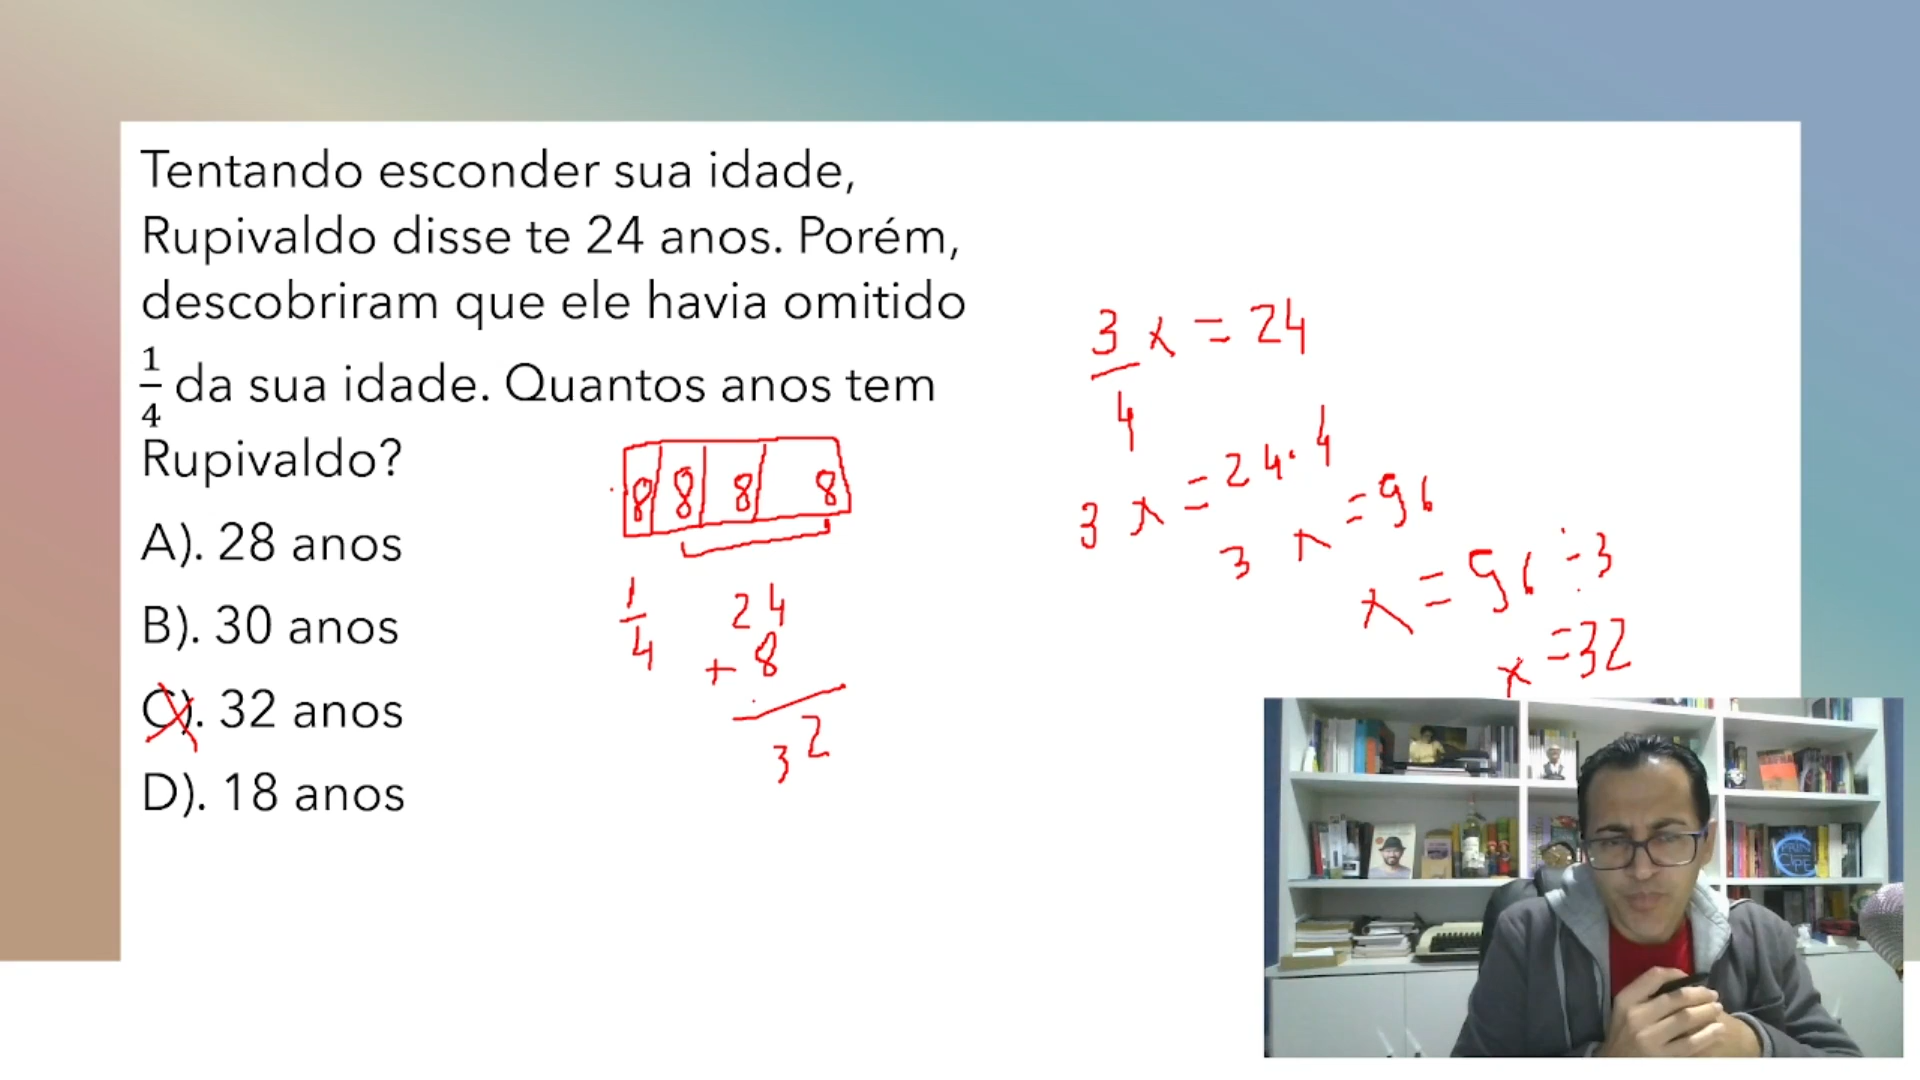 Tentando esconder sua idade,
Rupivaldo disse te 24 anos. Porém,
descobriram que ele havia omitido
1/4 da sua idade. Quantos anos tem
Rupivaldo?
A). 28 anos
B). 30 anos
C). 32 anos
D). 18 anos
8 8 8 8
1/4
24
+ 8
32
3/4 x = 24
3 x = 24 . 4
3 x = 96
x = 96 ÷ 3
x = 32